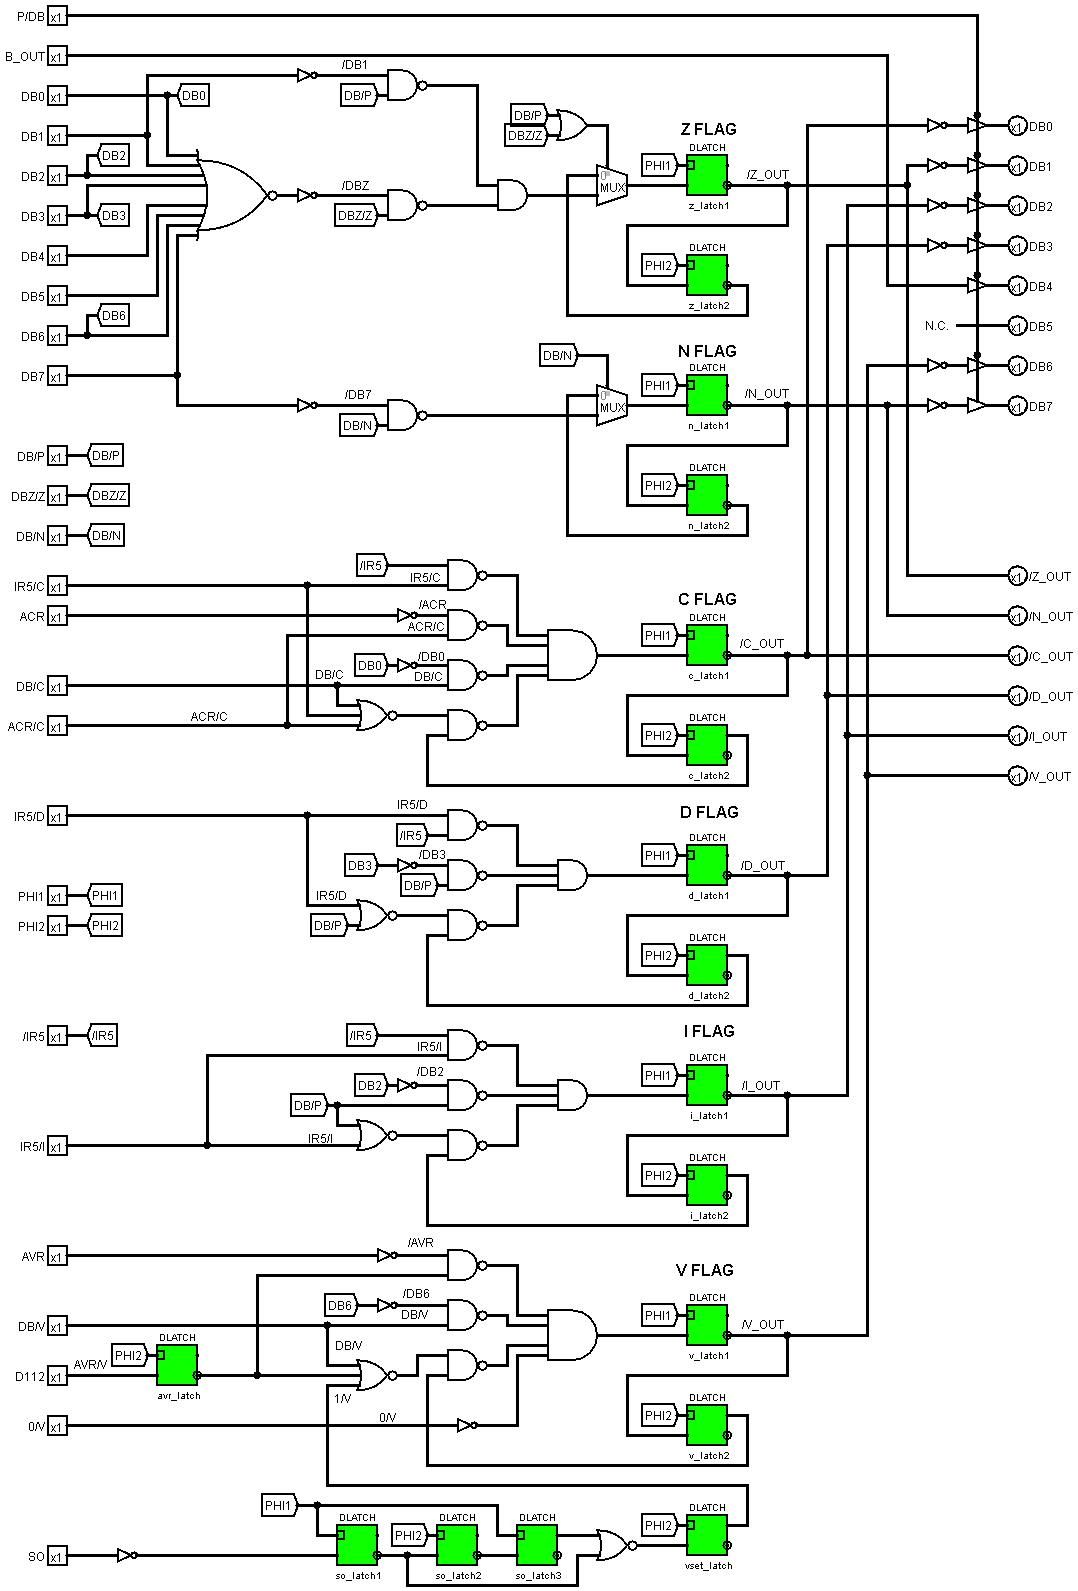 P/DB x1
B_OUT x1
/DB1
DB0 x1 DB0
DB/P
DB/P
DB1 x1
DBZ/Z
Z FLAG
x1 DB0
DB2
DLATCH
PHI1
x1 DB1
DB2 x1
/DBZ
MUX
/Z_OUT
DB3 x1 DB3
DBZ/Z
z_latch1
x1 DB2
DB4 x1
DLATCH
x1 DB3
PHI2
DB5 x1
x1 DB4
DB6
z_latch2
DB6 x1
N.C.
x1 DB5
N FLAG
DB/N
DLATCH
x1 DB6
DB7 x1
PHI1
/DB7
MUX
/N_OUT
x1 DB7
DB/N
n_latch1
DB/P x1 DB/P
DLATCH
DBZ/Z x1 DBZ/Z
PHI2
n_latch2
DB/N x1 DB/N
/IR5
IR5/C
IR5/C x1
x1 /Z_OUT
C FLAG
/ACR
ACR x1
ACR/C
DLATCH
x1 /N_OUT
PHI1
/C_OUT
DB0
/DB0
x1 /C_OUT
DB/C
DB/C
c_latch1
DB/C x1
x1 /D_OUT
ACR/C
ACR/C x1
DLATCH
PHI2
x1 /I_OUT
c_latch2
x1 /V_OUT
IR5/D
D FLAG
IR5/D x1
/IR5
DLATCH
PHI1
/DB3
DB3
/D_OUT
DB/P
PHI1 x1 PHI1
IR5/D
d_latch1
PHI2 x1 PHI2
DB/P
DLATCH
PHI2
d_latch2
/IR5 x1 /IR5
/IR5
I FLAG
IR5/I
DLATCH
/DB2
PHI1
DB2
/I_OUT
DB/P
i_latch1
IR5/I x1
IR5/I
DLATCH
PHI2
i_latch2
AVR x1
/AVR
V FLAG
DB6
/DB6
DLATCH
DB/V
PHI1
DB/V x1
/V_OUT
DLATCH
DB/V
PHI2
v_latch1
D112 x1
AVR/V
avr_latch
1/V
DLATCH
0/V x1
0/V
PHI2
v_latch2
PHI1
DLATCH
DLATCH
DLATCH
DLATCH
PHI2
PHI2
SO x1
so_latch1
so_latch2
so_latch3
vset_latch